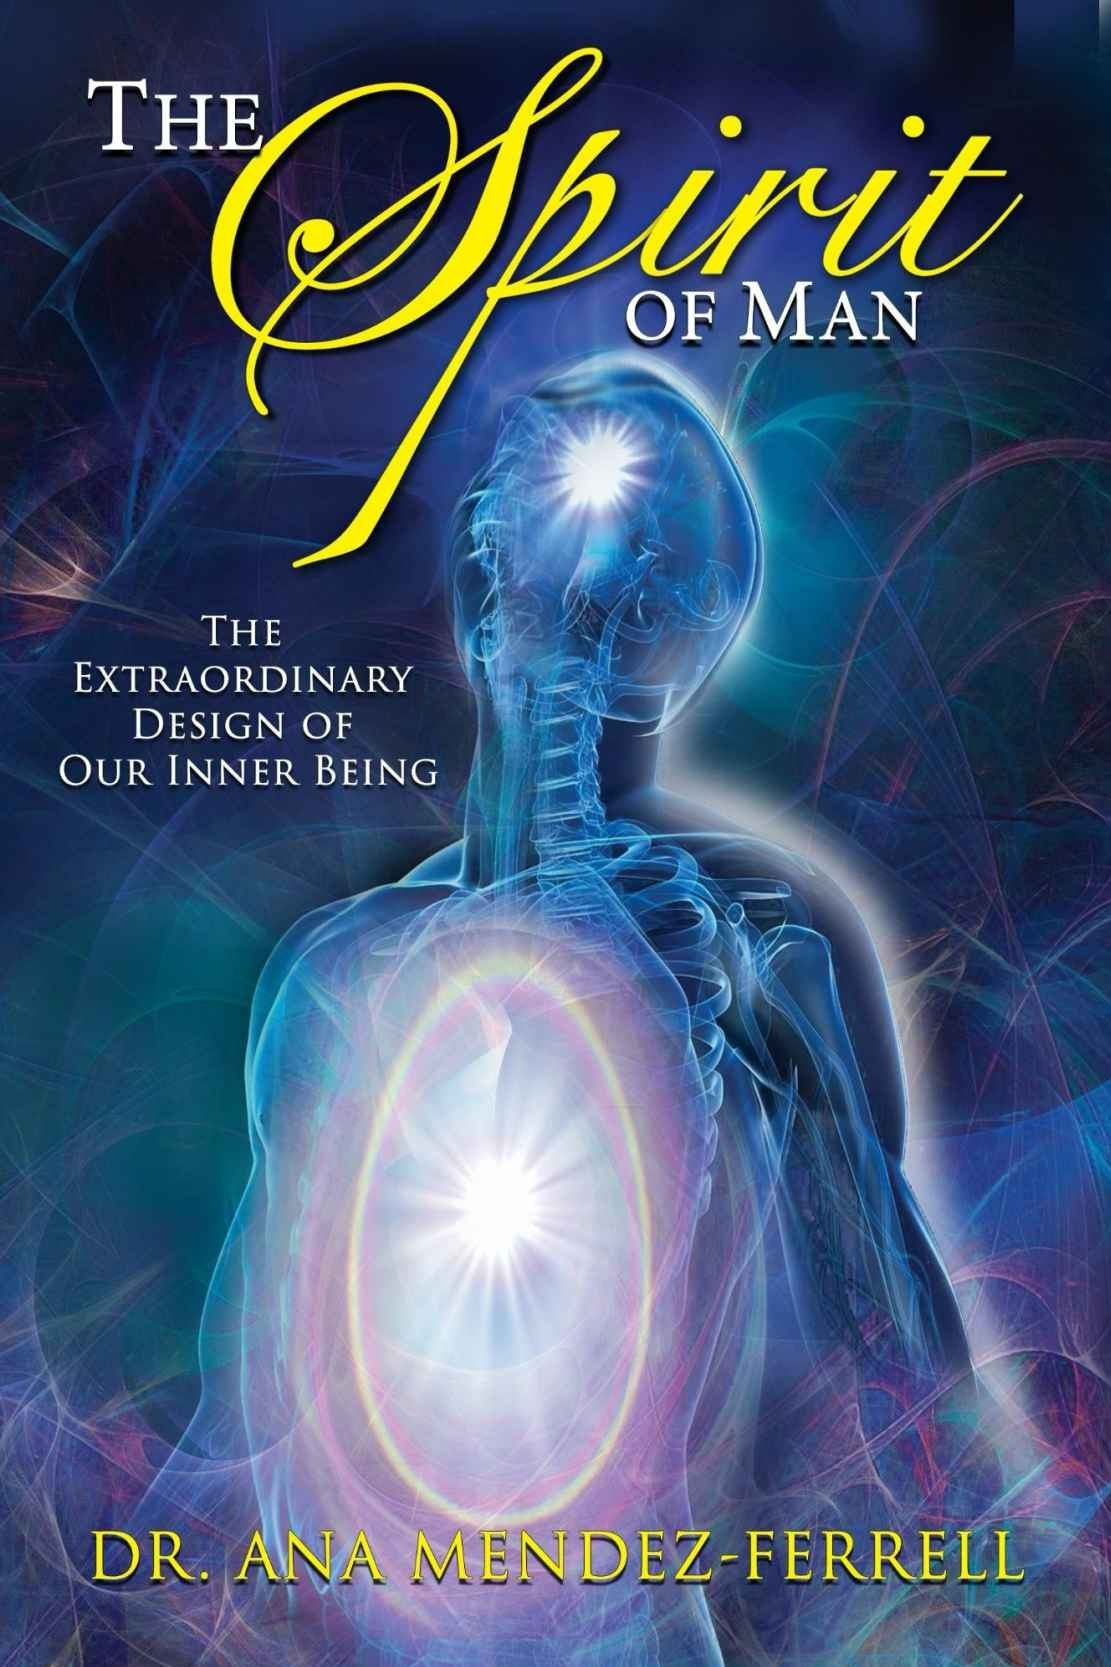 THE
Spirit
OF MAN
THE
EXTRAORDINARY
DESIGN OF
OUR INNER BEING
DR. ANA MENDEZ-FERRELL